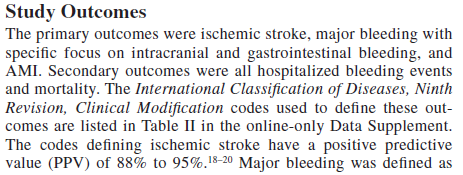 Study Outcomes
The primary outcomes were ischemic stroke, major bleeding with
specific focus on intracranial and gastrointestinal bleeding, and
AMI. Secondary outcomes were all hospitalized bleeding events
and mortality. The International Classification of Diseases, Ninth
Revision, Clinical Modification codes used to define these out-
comes are listed in Table II in the online-only Data Supplement.
The codes defining ischemic stroke have a positive predictive
value (PPV) of 88% to 95%.18–20 Major bleeding was defined as